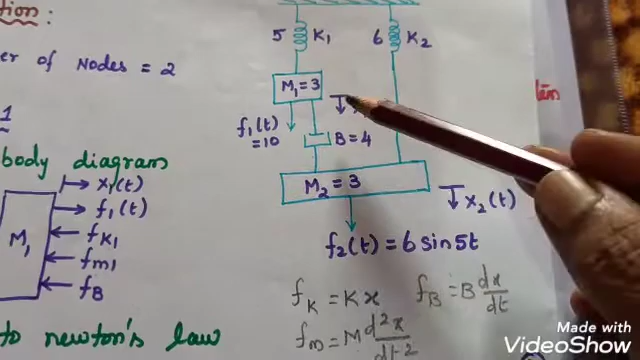 tion:
er of Nodes = 2
1
body diagram
x1(t)
f1(t)
fK1
fm1
fB
M1
to newton's law
5 K1
6 K2
M1 = 3
f1(t)
=10
B = 4
M2 = 3
x2(t)
f2(t) = 6 sin 5t
fK = Kx
fB = B dx/dt
fm = M d²x/dt²
Made with
VideoShow